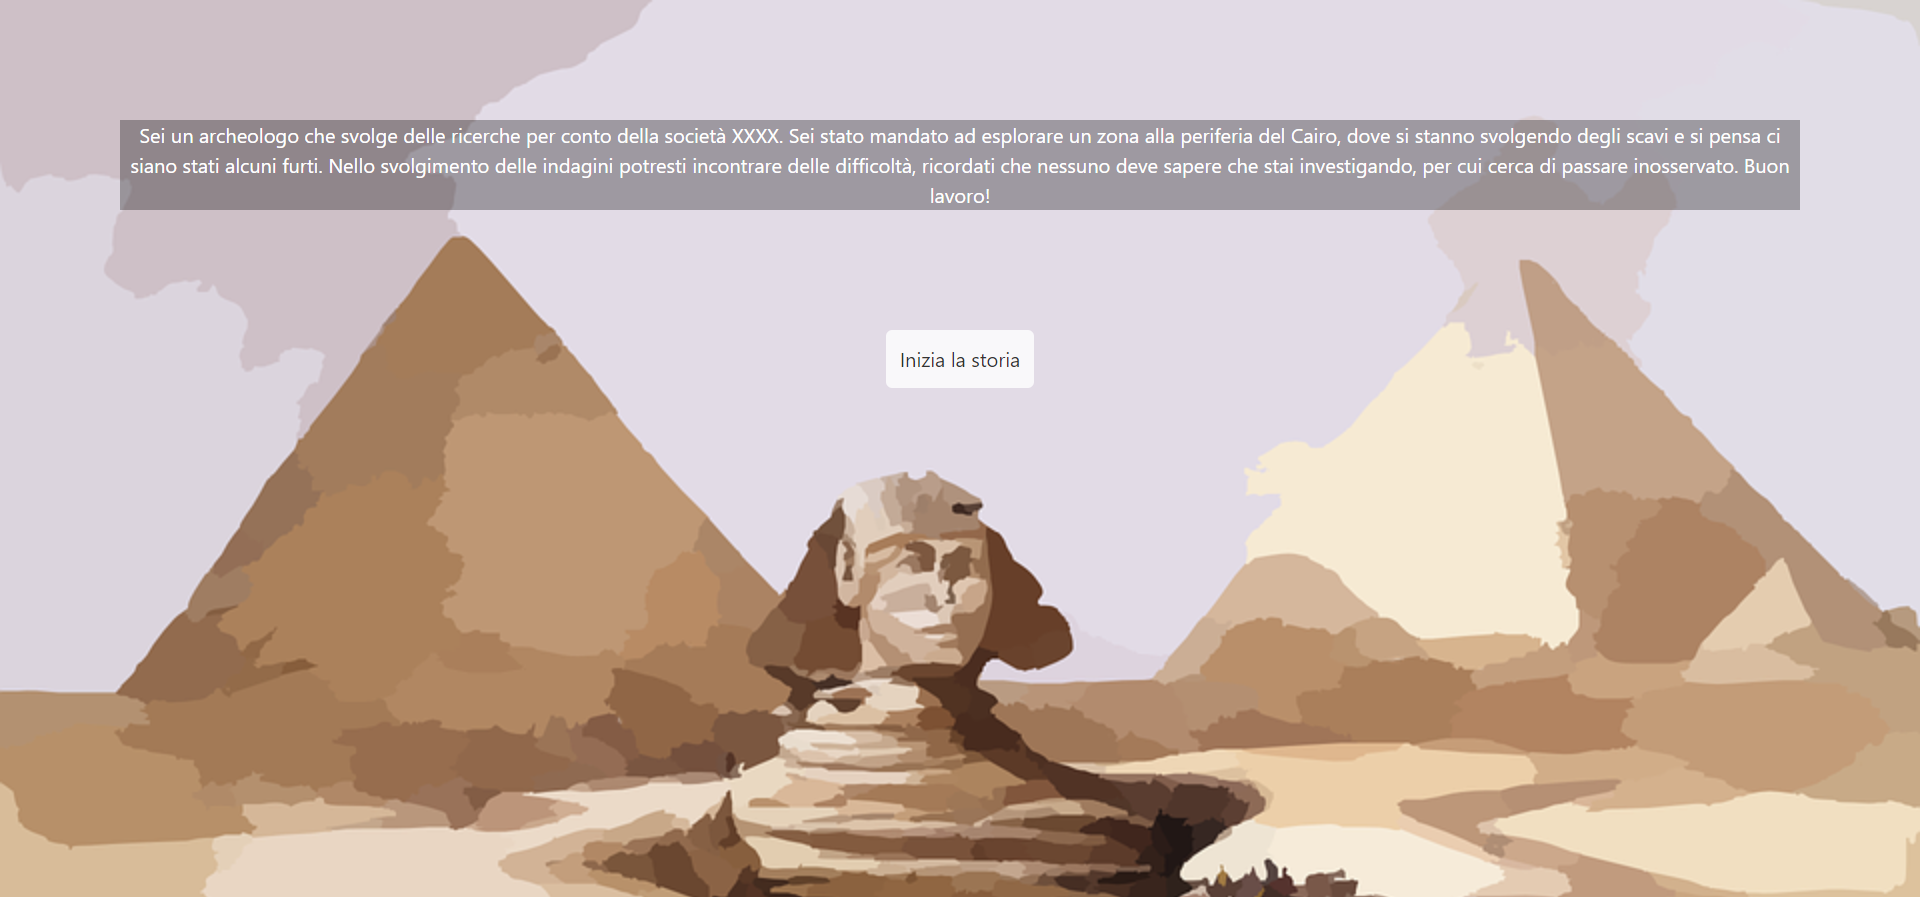 Sei un archeologo che svolge delle ricerche per conto della società XXXX. Sei stato mandato ad esplorare un zona alla periferia del Cairo, dove si stanno svolgendo degli scavi e si pensa ci
siano stati alcuni furti. Nello svolgimento delle indagini potresti incontrare delle difficoltà, ricordati che nessuno deve sapere che stai investigando, per cui cerca di passare inosservato. Buon
lavoro!
Inizia la storia